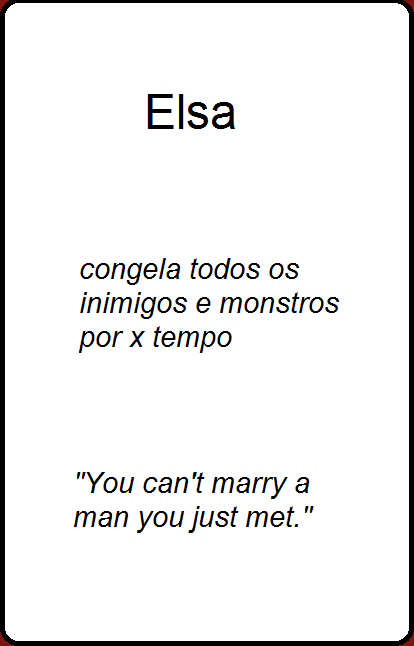 Elsa
congela todos os
inimigos e monstros
por x tempo
"You can't marry a
man you just met."